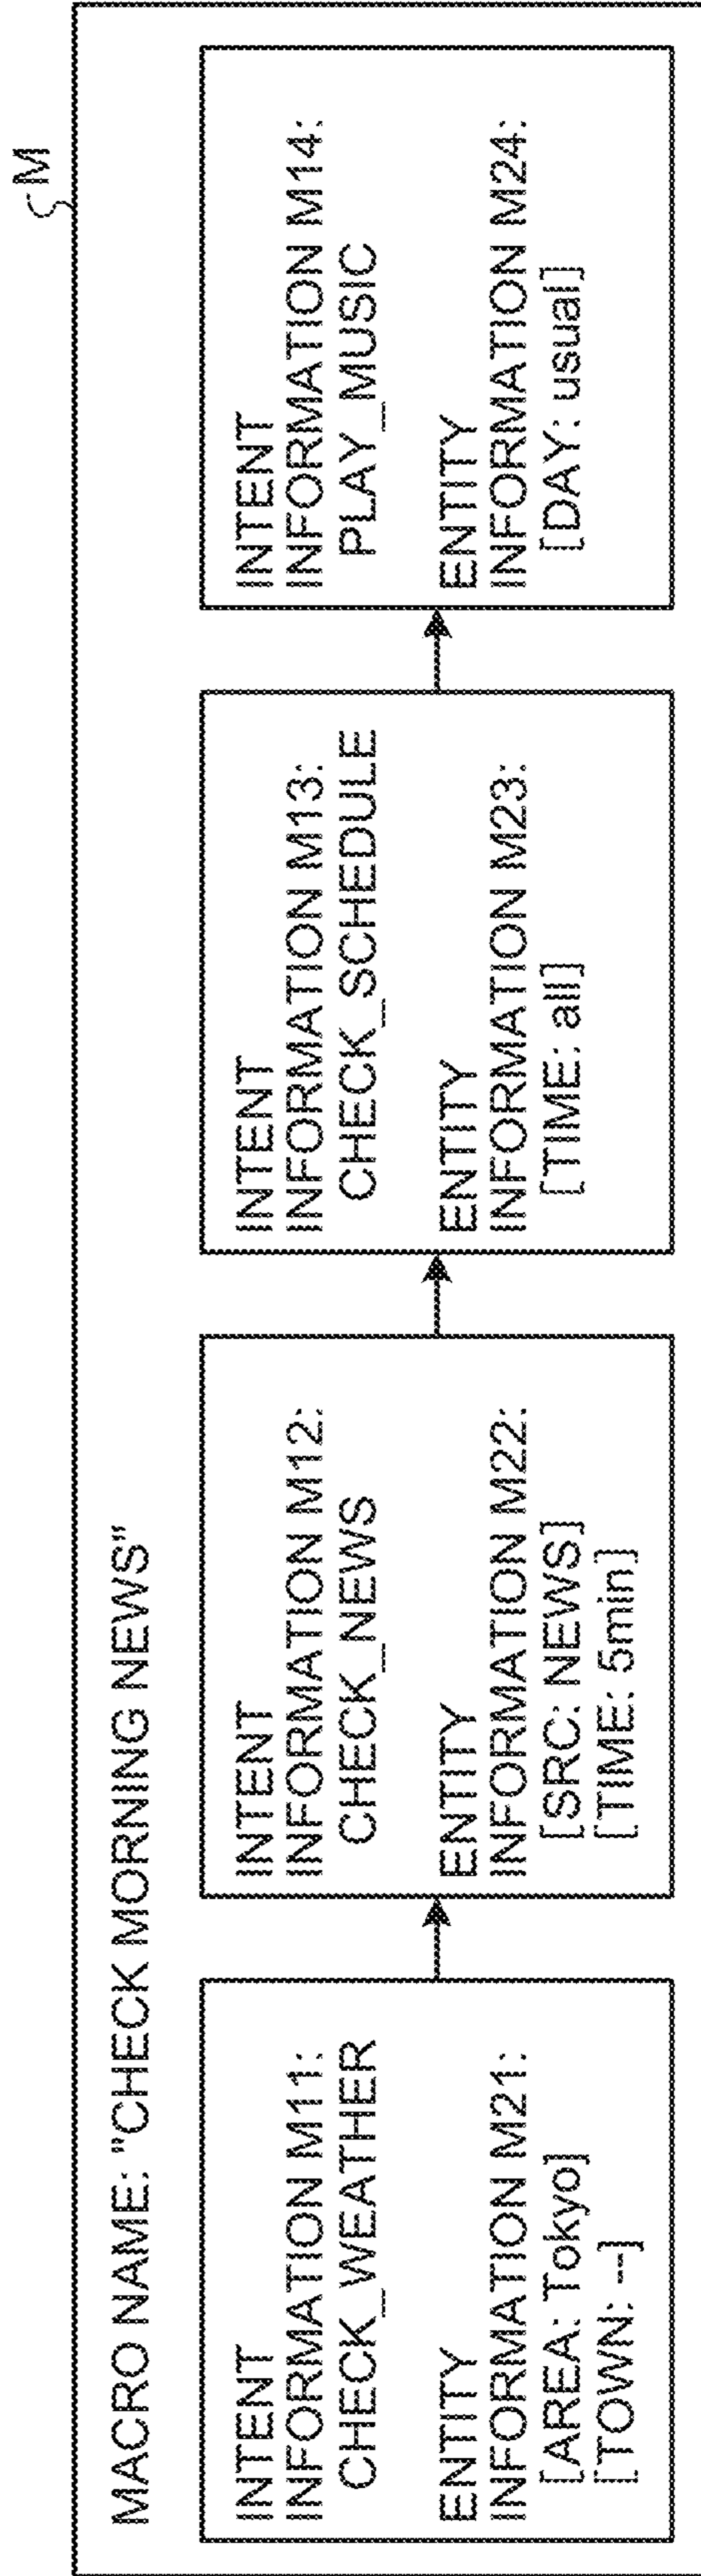 M
MACRO NAME: "CHECK MORNING NEWS"
INTENT
INFORMATION M11:
CHECK_WEATHER
ENTITY
INFORMATION M21:
[AREA: Tokyo]
[TOWN: --]
INTENT
INFORMATION M12:
CHECK_NEWS
ENTITY
INFORMATION M22:
[SRC: NEWS]
[TIME: 5min]
INTENT
INFORMATION M13:
CHECK_SCHEDULE
ENTITY
INFORMATION M23:
[TIME: all]
INTENT
INFORMATION M14:
PLAY_MUSIC
ENTITY
INFORMATION M24:
[DAY: usual]